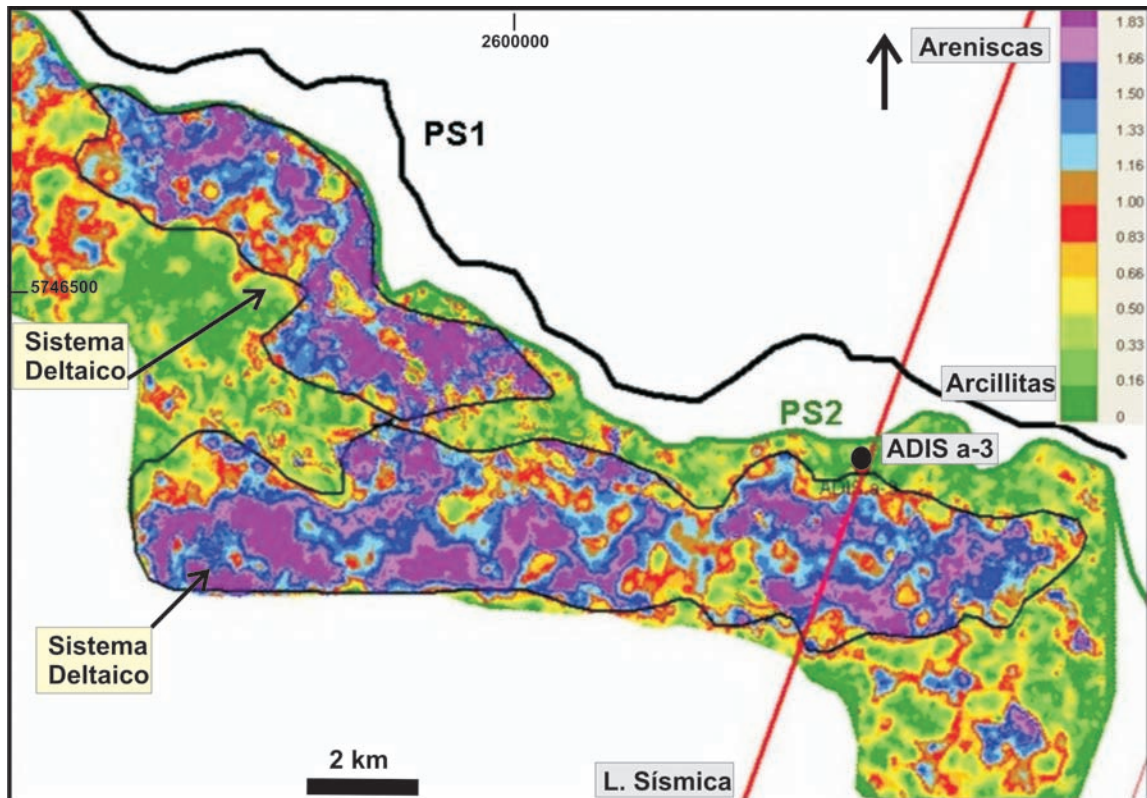 2600000
Areniscas
1.83
1.66
1.50
1.33
1.16
1.00
0.83
0.66
0.50
0.33
0.16
0
PS1
5746500
Sistema
Deltaico
Arcillitas
PS2
ADIS a-3
ADIS a-
Sistema
Deltaico
2 km
L. Sísmica